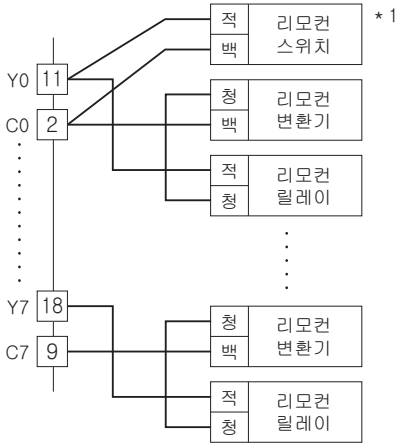 적 리모컨 * 1
백 스위치
Y0 11
청 리모컨
C0 2 백 변환기
적 리모컨
청 릴레이
Y7 18
청 리모컨
C7 9 백 변환기
적 리모컨
청 릴레이